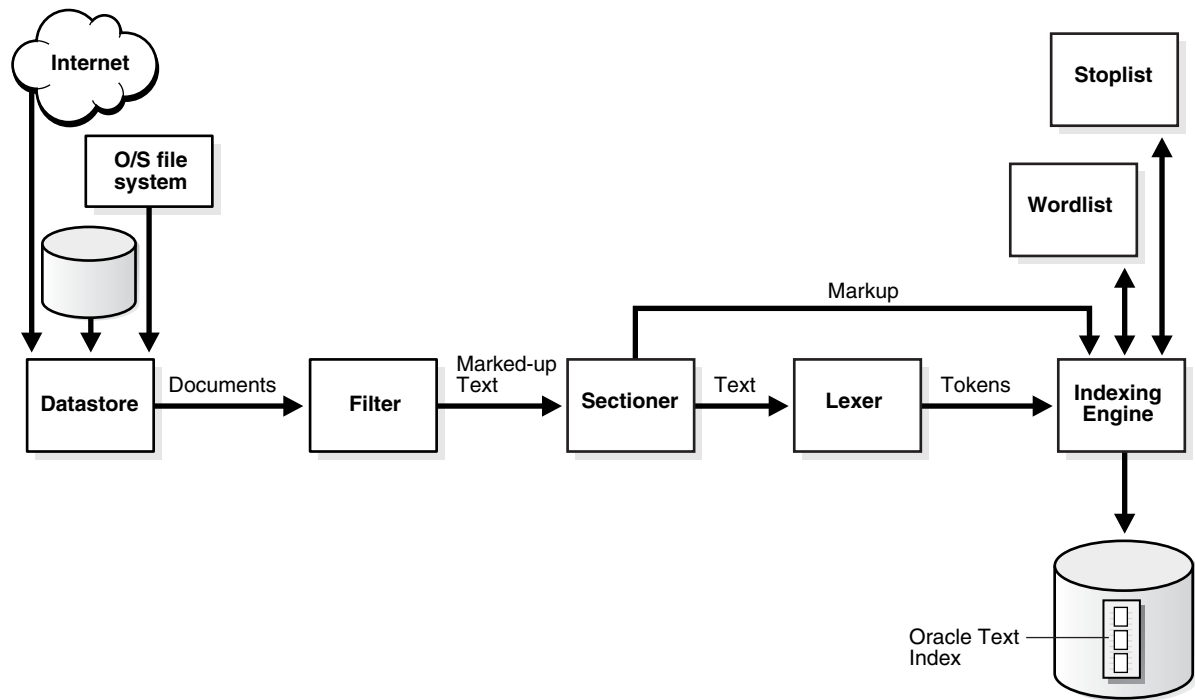 Internet
Stoplist
O/S file
system
Wordlist
Markup
Marked-up
Text
Documents
Text
Tokens
Datastore
Filter
Sectioner
Lexer
Indexing
Engine
Oracle Text
Index